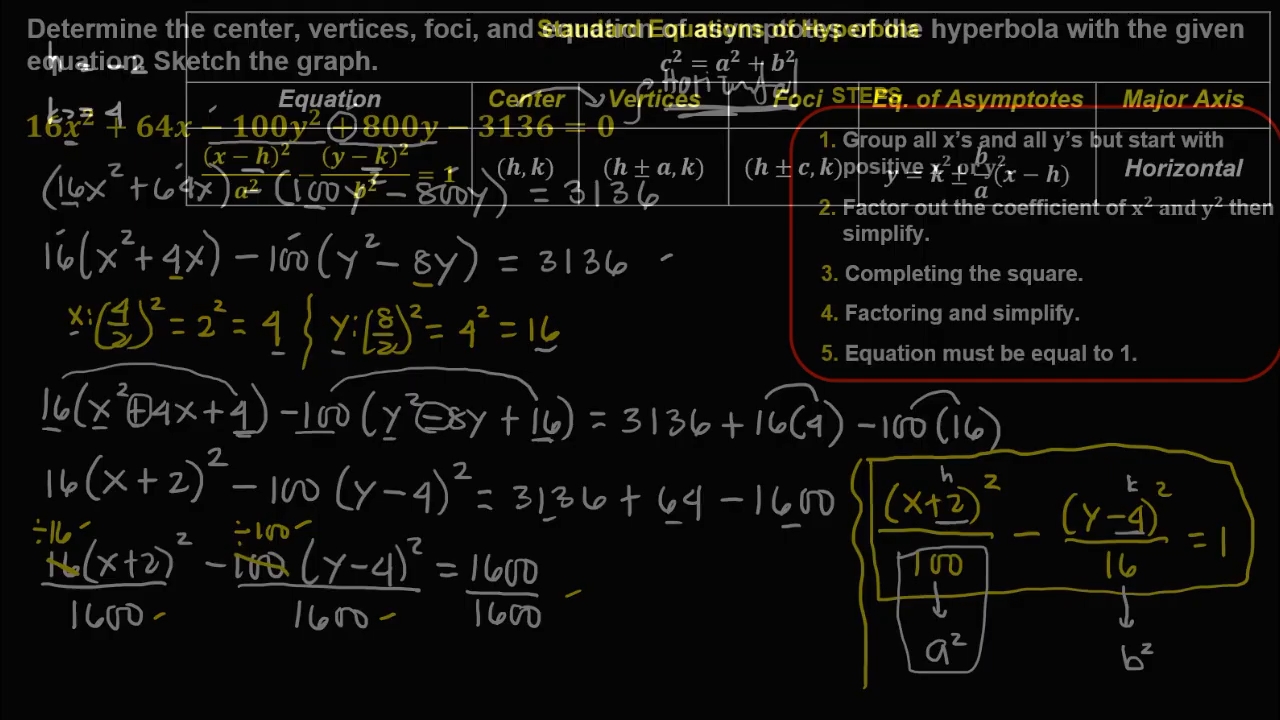 Determine the center, vertices, foci, and equation of asymptotes of the hyperbola with the given
equation. Sketch the graph.
Standard Equations of Hyperbola
c² = a² + b²
h = -2
k = 4
Horizontal
Equation Center Vertices Foci Eq. of Asymptotes Major Axis
(x − h)²/a² − (y − k)²/b² = 1 (h, k) (h ± a, k) (h ± c, k) y = k ± b/a (x − h) Horizontal
16x² + 64x − 100y² + 800y − 3136 = 0
(16x² + 64x) − (100y² − 800y) = 3136
16(x² + 4x) − 100(y² − 8y) = 3136
x: (4/2)² = 2² = 4 } y: (8/2)² = 4² = 16
16(x² + 4x + 4) − 100(y² − 8y + 16) = 3136 + 16(4) − 100(16)
16(x + 2)² − 100(y − 4)² = 3136 + 64 − 1600
÷16 ÷100
16(x+2)²/1600 − 100(y−4)²/1600 = 1600/1600
STEPS
1. Group all x's and all y's but start with
positive x² or y².
2. Factor out the coefficient of x² and y² then
simplify.
3. Completing the square.
4. Factoring and simplify.
5. Equation must be equal to 1.
h k
(x+2)²/100 − (y−4)²/16 = 1
a² b²